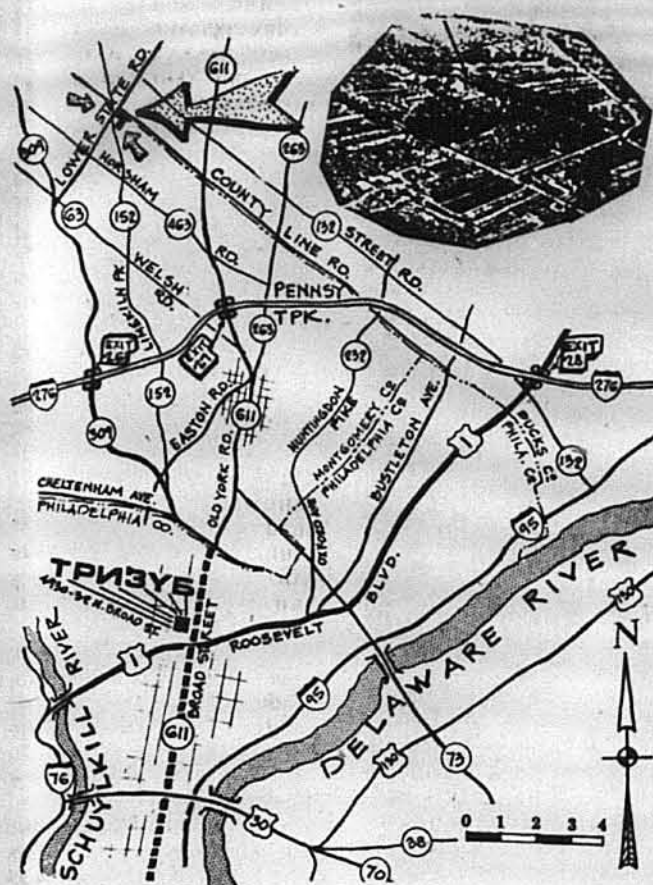 611
LOWER STATE RD.
263
309
HORSHAM
RD.
COUNTY
LINE RD.
132
STREET RD.
63
152
463
WELSH
RD.
LIMEKILN PK.
PENNSY
TPK.
263
EXIT
26
EXIT
27
232
EXIT
28
276
276
152
EASTON RD.
611
309
HUNTINGDON
PIKE
MONTGOMERY CO
PHILADELPHIA CO
BUSTLETON AVE.
1
BUCKS CO
PHILA. CO
132
OLD YORK RD.
CHELTENHAM AVE.
PHILADELPHIA CO.
95
ТРИЗУБ
N. BROAD ST.
BROAD STREET
ROOSEVELT
BLVD.
DELAWARE RIVER
130
N
1
95
SCHUYLKILL RIVER
611
76
130
73
30
38
70
0 1 2 3 4